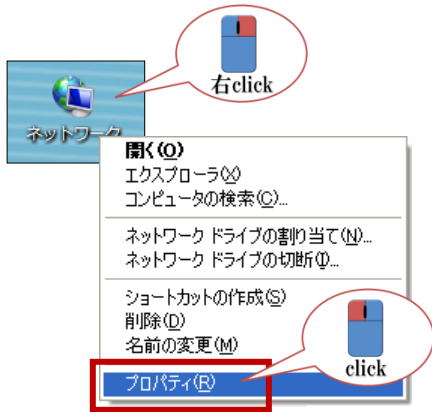 右click
ネットワーク
開く(O)
エクスプローラ(X)
コンピュータの検索(C)...
ネットワーク ドライブの割り当て(N)...
ネットワーク ドライブの切断(I)...
ショートカットの作成(S)
削除(D)
名前の変更(M)
click
プロパティ(R)